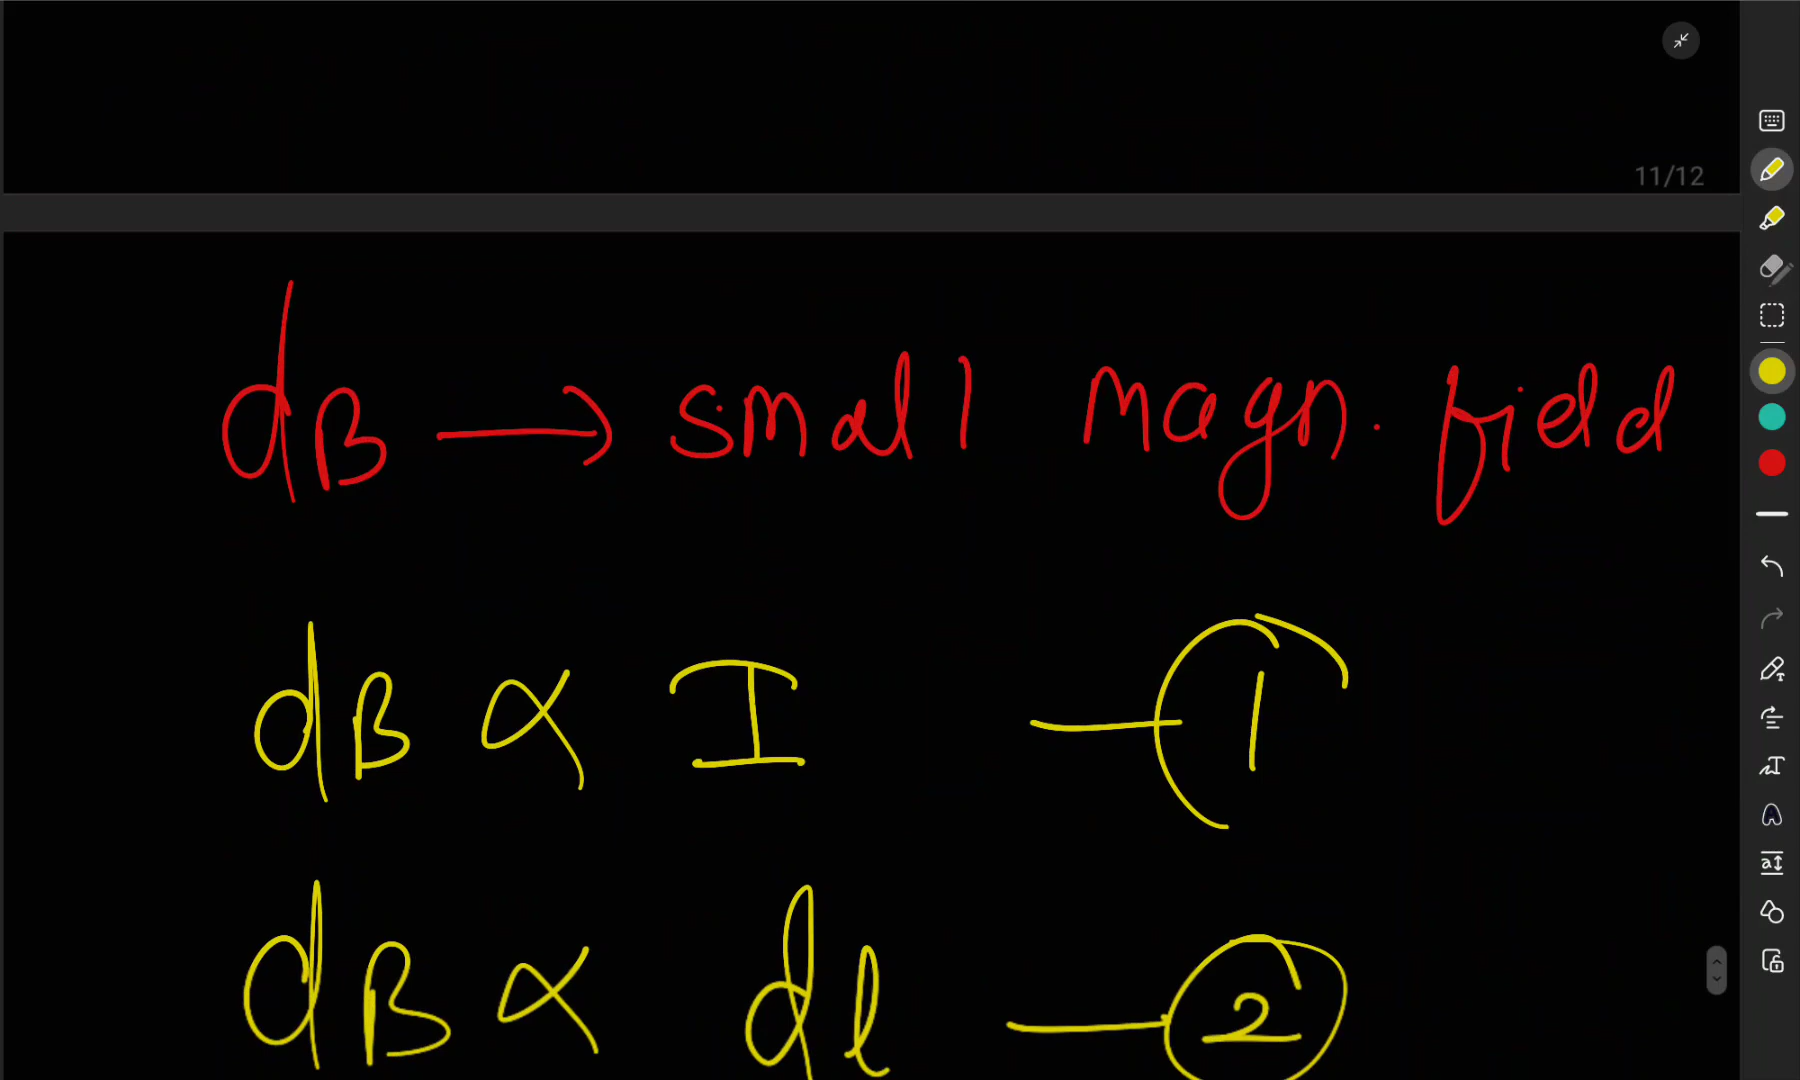 11/12
dB → small magn. field
dB ∝ I — 1
dB ∝ dl — 2